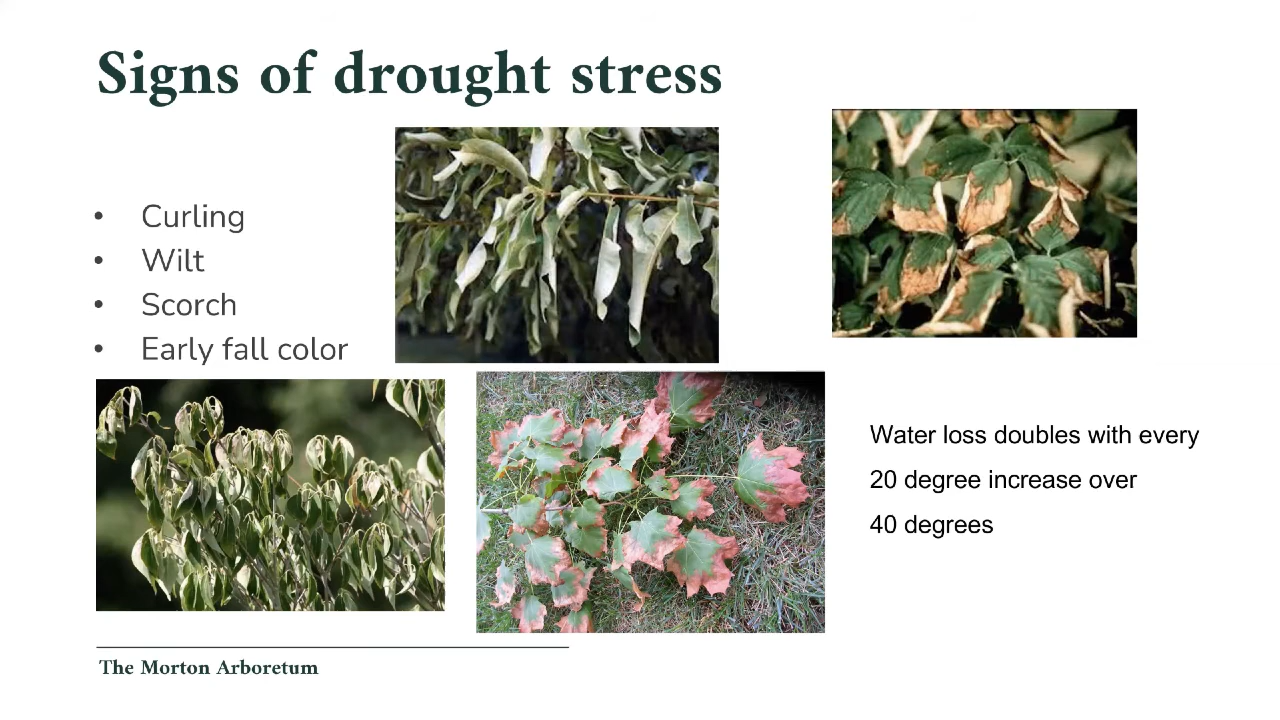 Signs of drought stress
• Curling
• Wilt
• Scorch
• Early fall color
Water loss doubles with every
20 degree increase over
40 degrees
The Morton Arboretum